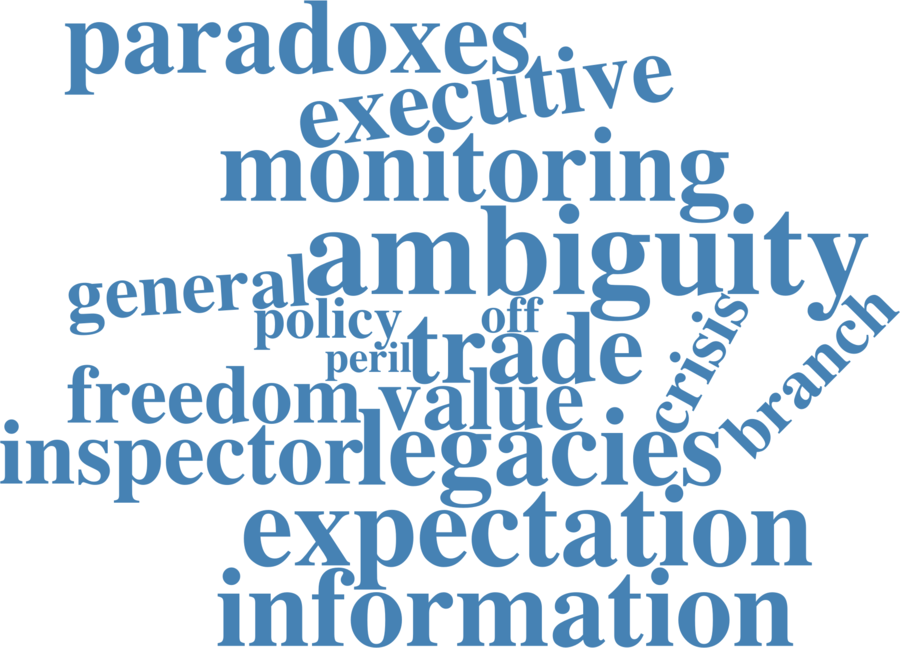 paradoxes
executive
monitoring
ambiguity
general
policy
off
crisis
branch
peril
trade
freedom
value
inspector
legacies
expectation
information